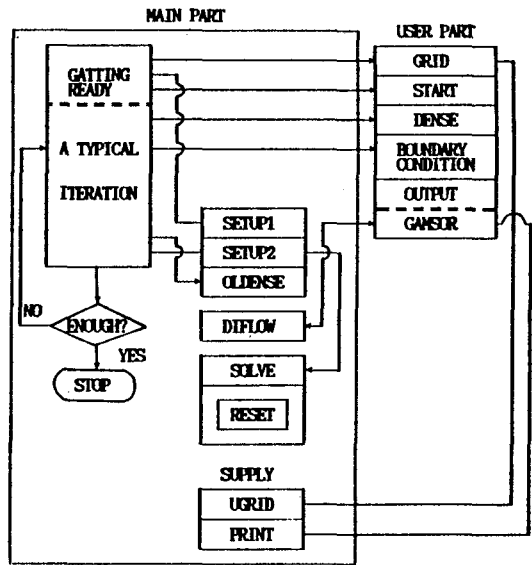 MAIN PART
USER PART
GATTING
READY
A TYPICAL
ITERATION
NO
ENOUGH?
YES
STOP
SETUP1
SETUP2
OLDENSE
DIFLOW
SOLVE
RESET
SUPPLY
UGRID
PRINT
GRID
START
DENSE
BOUNDARY
CONDITION
OUTPUT
GAMSOR